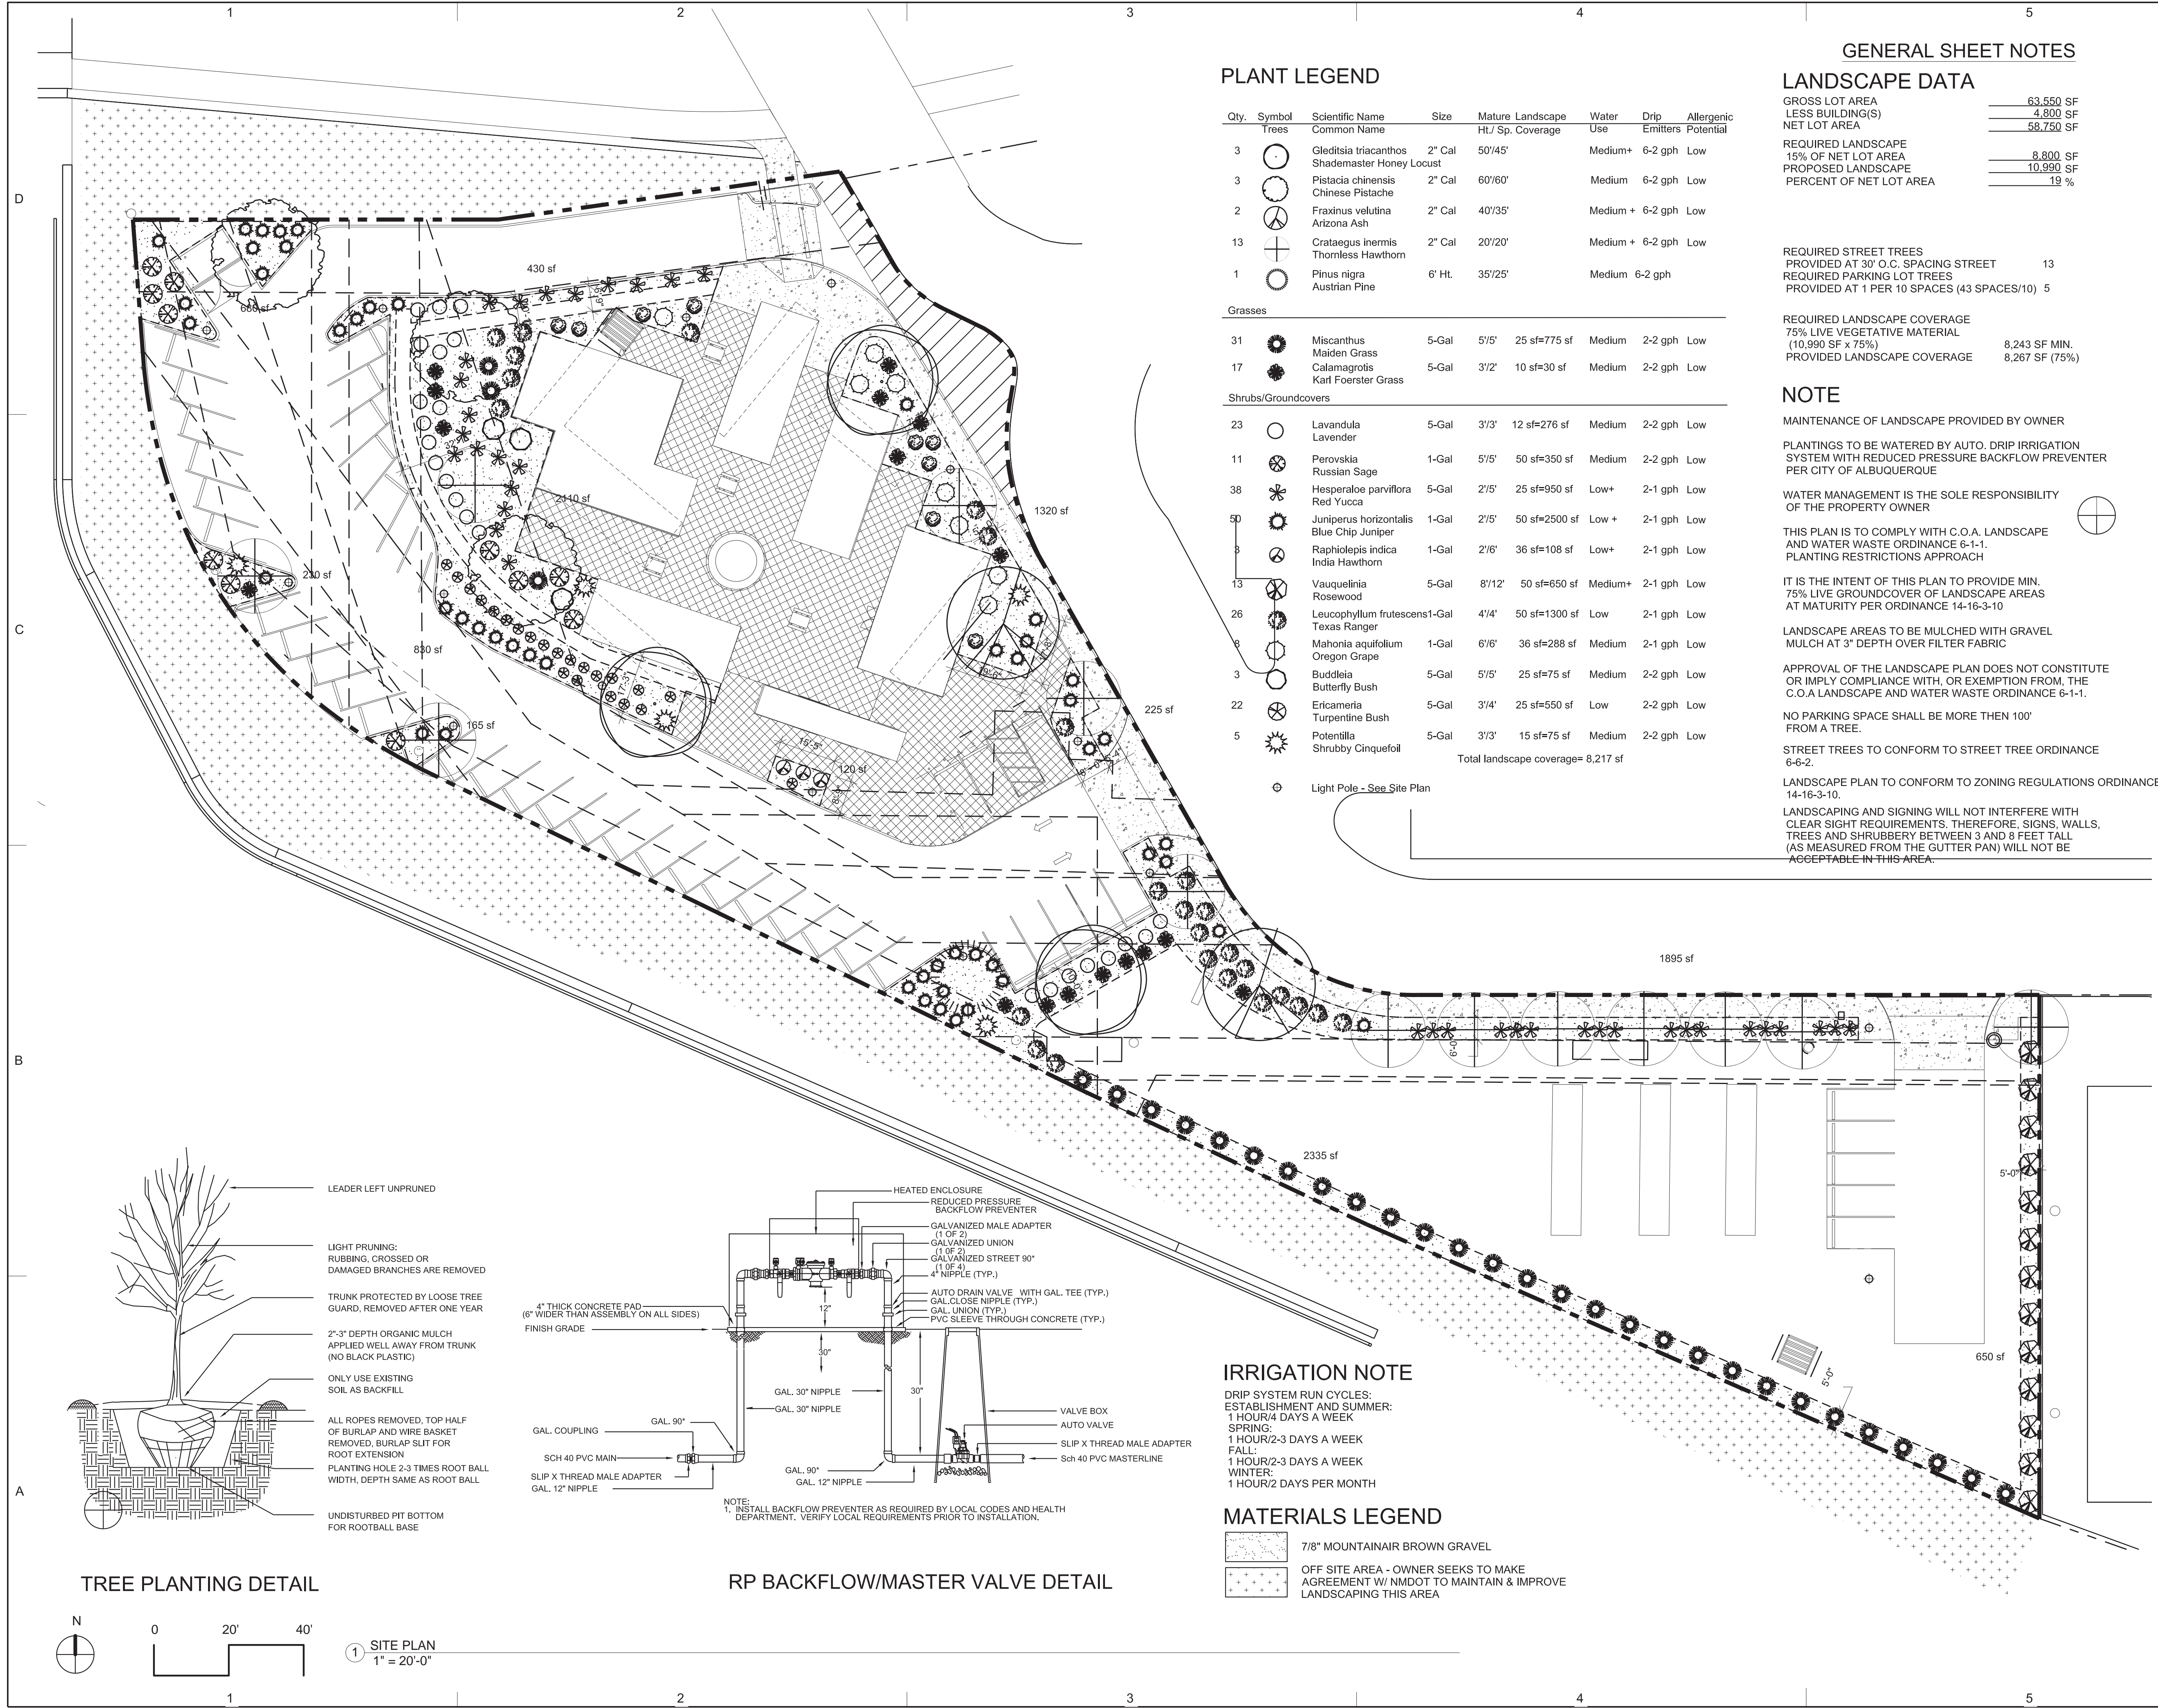 1 2 3 4 5
D
C
B
A
PLANT LEGEND
Qty. Symbol Scientific Name Size Mature Landscape Water Drip Allergenic
Trees Common Name Ht./ Sp. Coverage Use Emitters Potential
3 Gleditsia triacanthos 2" Cal 50'/45' Medium+ 6-2 gph Low
Shademaster Honey Locust
3 Pistacia chinensis 2" Cal 60'/60' Medium 6-2 gph Low
Chinese Pistache
2 Fraxinus velutina 2" Cal 40'/35' Medium + 6-2 gph Low
Arizona Ash
13 Crataegus inermis 2" Cal 20'/20' Medium + 6-2 gph Low
Thornless Hawthorn
1 Pinus nigra 6' Ht. 35'/25' Medium 6-2 gph
Austrian Pine
Grasses
31 Miscanthus 5-Gal 5'/5' 25 sf=775 sf Medium 2-2 gph Low
Maiden Grass
17 Calamagrotis 5-Gal 3'/2' 10 sf=30 sf Medium 2-2 gph Low
Karl Foerster Grass
Shrubs/Groundcovers
23 Lavandula 5-Gal 3'/3' 12 sf=276 sf Medium 2-2 gph Low
Lavender
11 Perovskia 1-Gal 5'/5' 50 sf=350 sf Medium 2-2 gph Low
Russian Sage
38 Hesperaloe parviflora 5-Gal 2'/5' 25 sf=950 sf Low+ 2-1 gph Low
Red Yucca
50 Juniperus horizontalis 1-Gal 2'/5' 50 sf=2500 sf Low + 2-1 gph Low
Blue Chip Juniper
3 Raphiolepis indica 1-Gal 2'/6' 36 sf=108 sf Low+ 2-1 gph Low
India Hawthorn
13 Vauquelinia 5-Gal 8'/12' 50 sf=650 sf Medium+ 2-1 gph Low
Rosewood
26 Leucophyllum frutescens 1-Gal 4'/4' 50 sf=1300 sf Low 2-1 gph Low
Texas Ranger
8 Mahonia aquifolium 1-Gal 6'/6' 36 sf=288 sf Medium 2-1 gph Low
Oregon Grape
3 Buddleia 5-Gal 5'/5' 25 sf=75 sf Medium 2-2 gph Low
Butterfly Bush
22 Ericameria 5-Gal 3'/4' 25 sf=550 sf Low 2-2 gph Low
Turpentine Bush
5 Potentilla 5-Gal 3'/3' 15 sf=75 sf Medium 2-2 gph Low
Shrubby Cinquefoil
Total landscape coverage= 8,217 sf
Light Pole - See Site Plan
GENERAL SHEET NOTES
LANDSCAPE DATA
GROSS LOT AREA 63,550 SF
LESS BUILDING(S) 4,800 SF
NET LOT AREA 58,750 SF
REQUIRED LANDSCAPE
15% OF NET LOT AREA 8,800 SF
PROPOSED LANDSCAPE 10,990 SF
PERCENT OF NET LOT AREA 19 %
REQUIRED STREET TREES
PROVIDED AT 30' O.C. SPACING STREET 13
REQUIRED PARKING LOT TREES
PROVIDED AT 1 PER 10 SPACES (43 SPACES/10) 5
REQUIRED LANDSCAPE COVERAGE
75% LIVE VEGETATIVE MATERIAL
(10,990 SF x 75%) 8,243 SF MIN.
PROVIDED LANDSCAPE COVERAGE 8,267 SF (75%)
NOTE
MAINTENANCE OF LANDSCAPE PROVIDED BY OWNER
PLANTINGS TO BE WATERED BY AUTO. DRIP IRRIGATION
SYSTEM WITH REDUCED PRESSURE BACKFLOW PREVENTER
PER CITY OF ALBUQUERQUE
WATER MANAGEMENT IS THE SOLE RESPONSIBILITY
OF THE PROPERTY OWNER
THIS PLAN IS TO COMPLY WITH C.O.A. LANDSCAPE
AND WATER WASTE ORDINANCE 6-1-1.
PLANTING RESTRICTIONS APPROACH
IT IS THE INTENT OF THIS PLAN TO PROVIDE MIN.
75% LIVE GROUNDCOVER OF LANDSCAPE AREAS
AT MATURITY PER ORDINANCE 14-16-3-10
LANDSCAPE AREAS TO BE MULCHED WITH GRAVEL
MULCH AT 3" DEPTH OVER FILTER FABRIC
APPROVAL OF THE LANDSCAPE PLAN DOES NOT CONSTITUTE
OR IMPLY COMPLIANCE WITH, OR EXEMPTION FROM, THE
C.O.A LANDSCAPE AND WATER WASTE ORDINANCE 6-1-1.
NO PARKING SPACE SHALL BE MORE THEN 100'
FROM A TREE.
STREET TREES TO CONFORM TO STREET TREE ORDINANCE
6-6-2.
LANDSCAPE PLAN TO CONFORM TO ZONING REGULATIONS ORDINANCE
14-16-3-10.
LANDSCAPING AND SIGNING WILL NOT INTERFERE WITH
CLEAR SIGHT REQUIREMENTS. THEREFORE, SIGNS, WALLS,
TREES AND SHRUBBERY BETWEEN 3 AND 8 FEET TALL
(AS MEASURED FROM THE GUTTER PAN) WILL NOT BE
ACCEPTABLE IN THIS AREA.
430 sf
680 sf
2110 sf
1320 sf
230 sf
830 sf
165 sf
225 sf
17'-3"
15'-5"
120 sf
1895 sf
6'-0"
2335 sf
5'-0"
650 sf
5'-0"
LEADER LEFT UNPRUNED
LIGHT PRUNING:
RUBBING, CROSSED OR
DAMAGED BRANCHES ARE REMOVED
TRUNK PROTECTED BY LOOSE TREE
GUARD, REMOVED AFTER ONE YEAR
2"-3" DEPTH ORGANIC MULCH
APPLIED WELL AWAY FROM TRUNK
(NO BLACK PLASTIC)
ONLY USE EXISTING
SOIL AS BACKFILL
ALL ROPES REMOVED, TOP HALF
OF BURLAP AND WIRE BASKET
REMOVED, BURLAP SLIT FOR
ROOT EXTENSION
PLANTING HOLE 2-3 TIMES ROOT BALL
WIDTH, DEPTH SAME AS ROOT BALL
UNDISTURBED PIT BOTTOM
FOR ROOTBALL BASE
TREE PLANTING DETAIL
HEATED ENCLOSURE
REDUCED PRESSURE
BACKFLOW PREVENTER
GALVANIZED MALE ADAPTER
(1 OF 2)
GALVANIZED UNION
(1 OF 2)
GALVANIZED STREET 90°
(1 OF 4)
4" NIPPLE (TYP.)
AUTO DRAIN VALVE WITH GAL. TEE (TYP.)
GAL.CLOSE NIPPLE (TYP.)
GAL. UNION (TYP.)
PVC SLEEVE THROUGH CONCRETE (TYP.)
4" THICK CONCRETE PAD
(6" WIDER THAN ASSEMBLY ON ALL SIDES)
FINISH GRADE
12"
30"
30"
GAL. 30" NIPPLE
GAL. 30" NIPPLE
GAL. 90°
GAL. COUPLING
SCH 40 PVC MAIN
SLIP X THREAD MALE ADAPTER
GAL. 12" NIPPLE
GAL. 90°
GAL. 12" NIPPLE
VALVE BOX
AUTO VALVE
SLIP X THREAD MALE ADAPTER
Sch 40 PVC MASTERLINE
NOTE:
1. INSTALL BACKFLOW PREVENTER AS REQUIRED BY LOCAL CODES AND HEALTH
DEPARTMENT. VERIFY LOCAL REQUIREMENTS PRIOR TO INSTALLATION.
RP BACKFLOW/MASTER VALVE DETAIL
IRRIGATION NOTE
DRIP SYSTEM RUN CYCLES:
ESTABLISHMENT AND SUMMER:
1 HOUR/4 DAYS A WEEK
SPRING:
1 HOUR/2-3 DAYS A WEEK
FALL:
1 HOUR/2-3 DAYS A WEEK
WINTER:
1 HOUR/2 DAYS PER MONTH
MATERIALS LEGEND
7/8" MOUNTAINAIR BROWN GRAVEL
OFF SITE AREA - OWNER SEEKS TO MAKE
AGREEMENT W/ NMDOT TO MAINTAIN & IMPROVE
LANDSCAPING THIS AREA
N
0 20' 40'
1 SITE PLAN
1" = 20'-0"
1 2 3 4 5